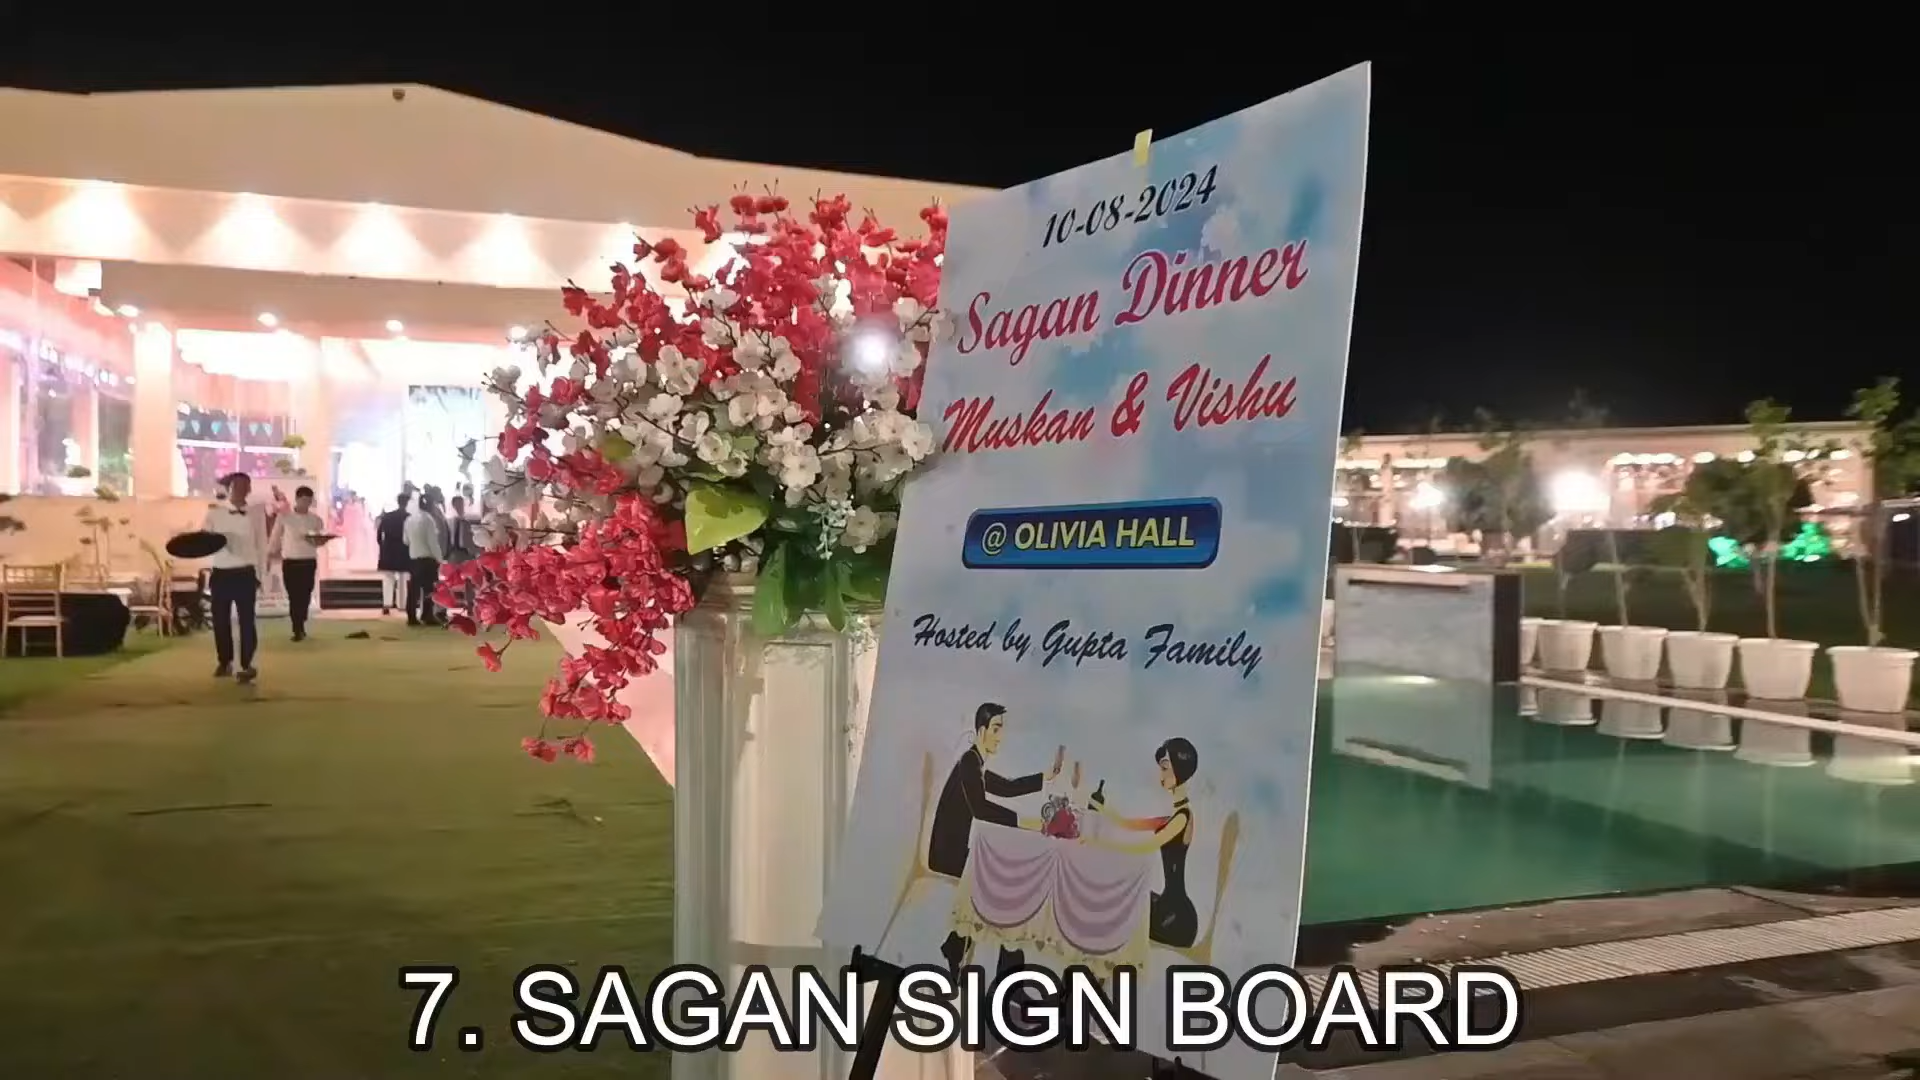 10-08-2024
Sagan Dinner
Muskan & Vishu
@ OLIVIA HALL
Hosted by Gupta Family
7. SAGAN SIGN BOARD